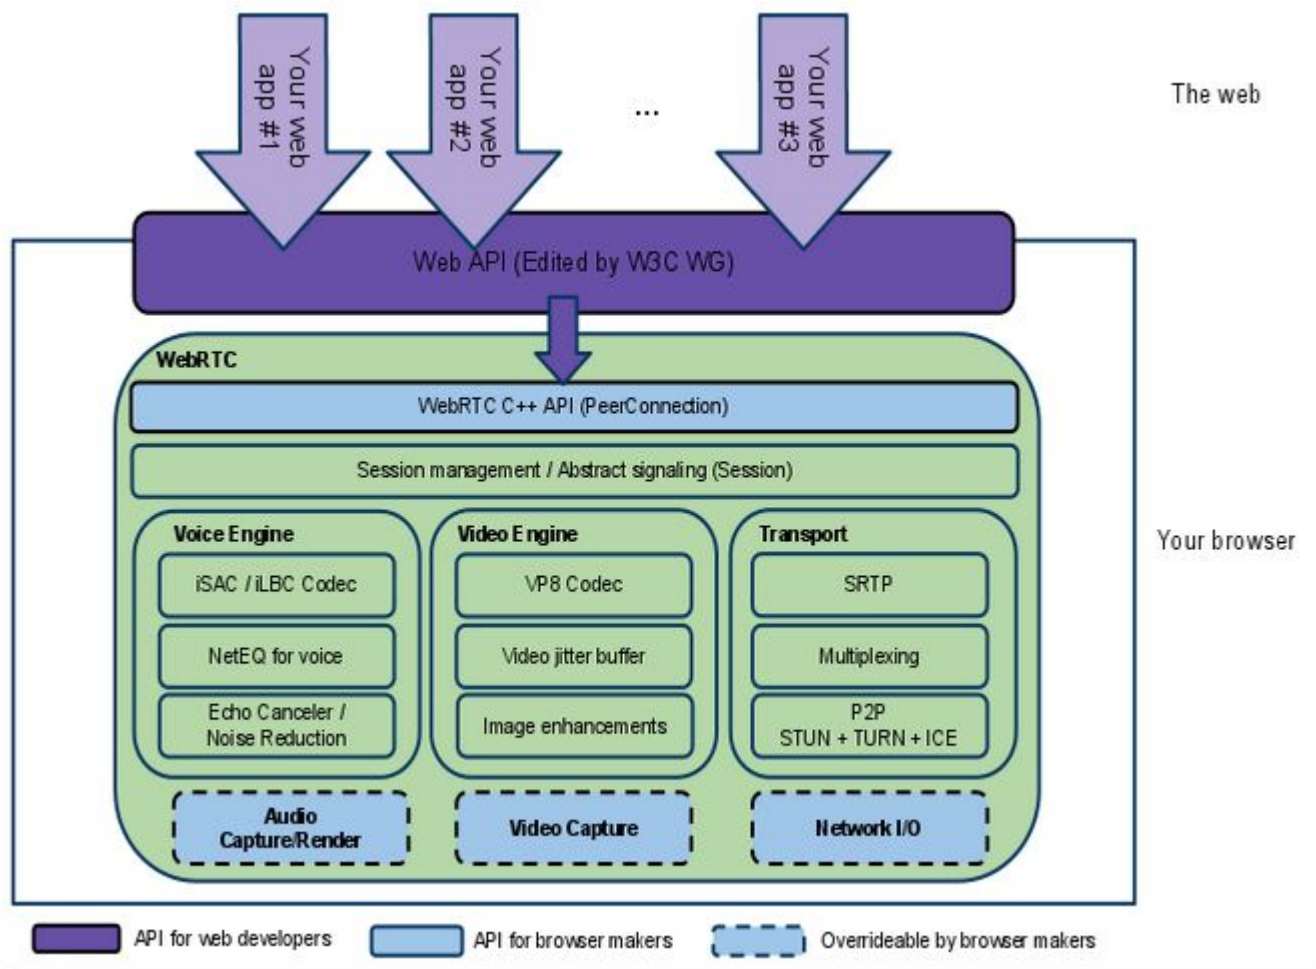 Your web
app #1
Your web
app #2
...
Your web
app #3
The web
Web API (Edited by W3C WG)
WebRTC
WebRTC C++ API (PeerConnection)
Session management / Abstract signaling (Session)
Your browser
Voice Engine
iSAC / iLBC Codec
NetEQ for voice
Echo Canceler /
Noise Reduction
Video Engine
VP8 Codec
Video jitter buffer
Image enhancements
Transport
SRTP
Multiplexing
P2P
STUN + TURN + ICE
Audio
Capture/Render
Video Capture
Network I/O
API for web developers
API for browser makers
Overrideable by browser makers